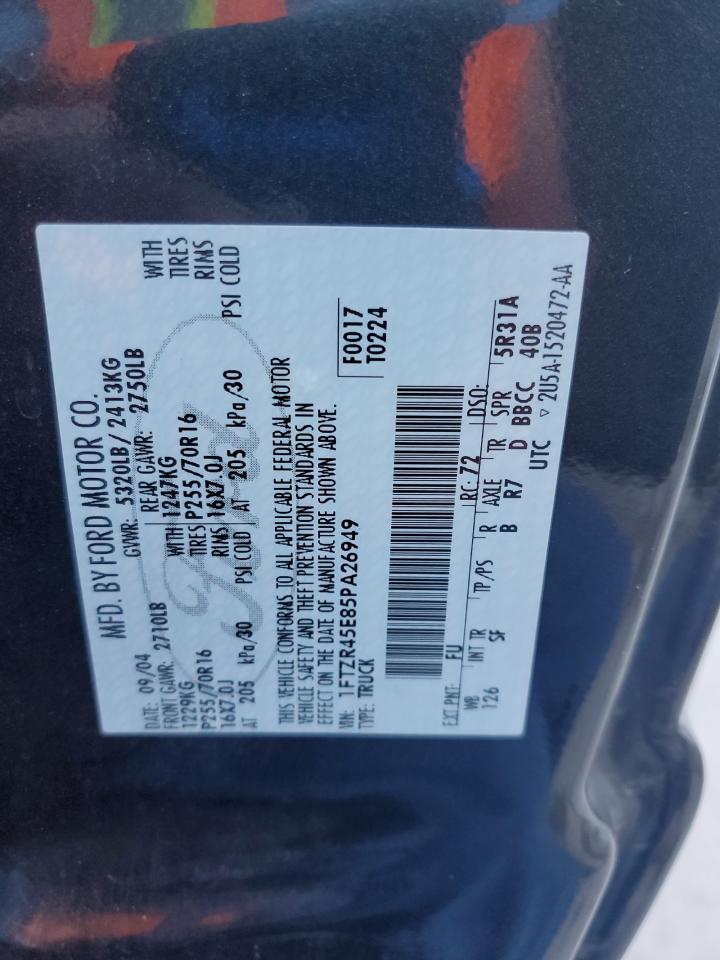 MFD. BY FORD MOTOR CO.
DATE: 09/04 GVWR: 5320LB/ 2413KG
FRONT GAWR: 2710LB REAR GAWR: 2750LB
1229KG WITH 1247KG WITH
P255/70R16 TIRES P255/70R16 TIRES
16X7.0J RIMS 16X7.0J RIMS
AT 205 kPa/30 PSI COLD AT 205 kPa/30 PSI COLD
Ford
THIS VEHICLE CONFORMS TO ALL APPLICABLE FEDERAL MOTOR
VEHICLE SAFETY AND THEFT PREVENTION STANDARDS IN
EFFECT ON THE DATE OF MANUFACTURE SHOWN ABOVE.
VIN: 1FTZR45E85PA26949 F0017
TYPE: TRUCK T0224
EXT PNT: FU RC: 72 DSO:
WB INT TR TP/PS R AXLE TR SPR 5R31A
126 SF B R7 D BBCC 40B
UTC ▽ 2U5A-1520472-AA